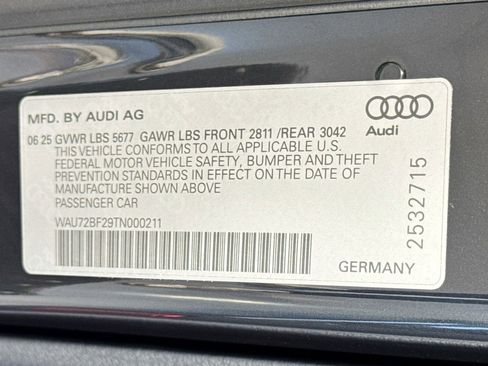 MFD. BY AUDI AG
06 25 GVWR LBS 5677 GAWR LBS FRONT 2811 /REAR 3042
THIS VEHICLE CONFORMS TO ALL APPLICABLE U.S.
FEDERAL MOTOR VEHICLE SAFETY, BUMPER AND THEFT
PREVENTION STANDARDS IN EFFECT ON THE DATE OF
MANUFACTURE SHOWN ABOVE
PASSENGER CAR
WAU72BF29TN000211
Audi
2532715
GERMANY